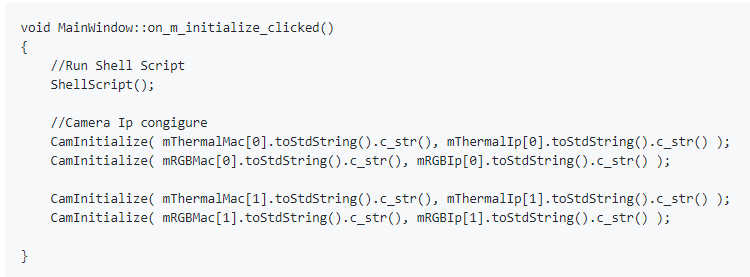 void MainWindow::on_m_initialize_clicked()
{
    //Run Shell Script
    ShellScript();
    //Camera Ip congigure
    CamInitialize( mThermalMac[0].toStdString().c_str(), mThermalIp[0].toStdString().c_str() );
    CamInitialize( mRGBMac[0].toStdString().c_str(), mRGBIp[0].toStdString().c_str() );
    CamInitialize( mThermalMac[1].toStdString().c_str(), mThermalIp[1].toStdString().c_str() );
    CamInitialize( mRGBMac[1].toStdString().c_str(), mRGBIp[1].toStdString().c_str() );
}